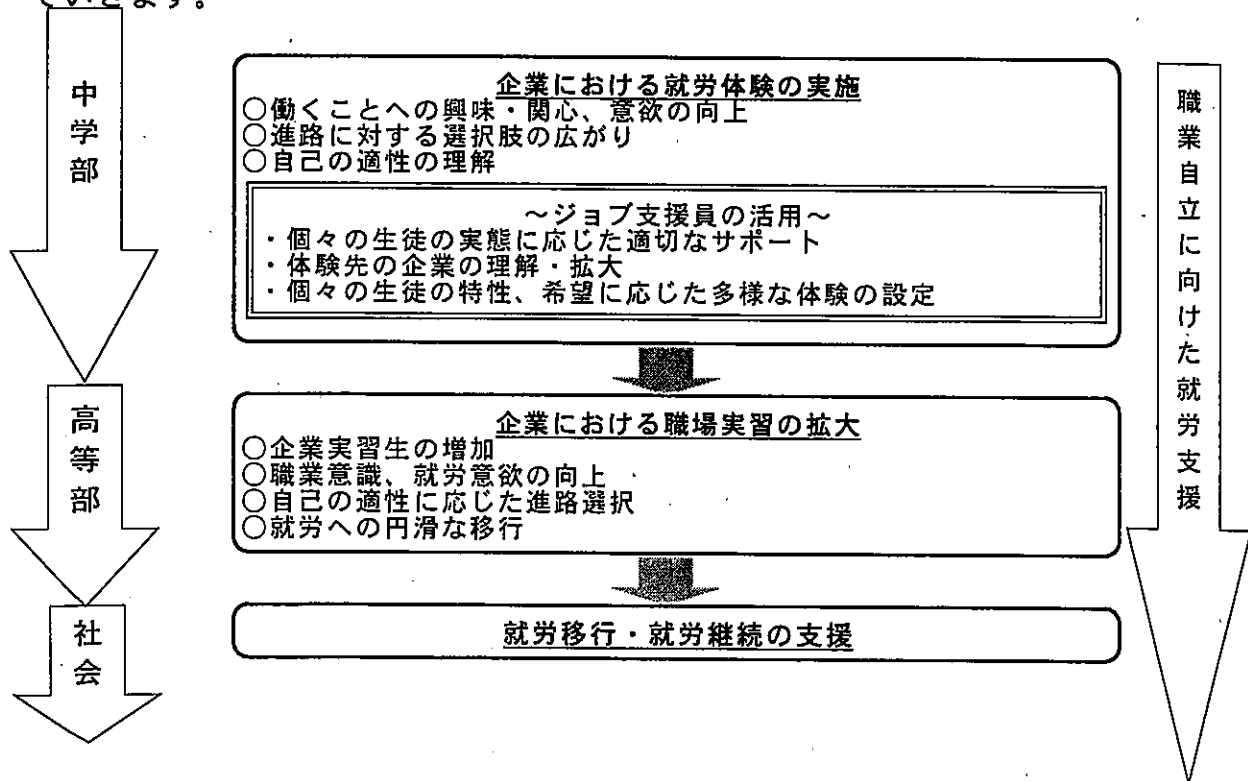 ていきます。
中学部
企業における就労体験の実施
○働くことへの興味・関心、意欲の向上
○進路に対する選択肢の広がり
○自己の適性の理解
～ジョブ支援員の活用～
・個々の生徒の実態に応じた適切なサポート
・体験先の企業の理解・拡大
・個々の生徒の特性、希望に応じた多様な体験の設定
高等部
企業における職場実習の拡大
○企業実習生の増加
○職業意識、就労意欲の向上
○自己の適性に応じた進路選択
○就労への円滑な移行
社会
就労移行・就労継続の支援
職業自立に向けた就労支援